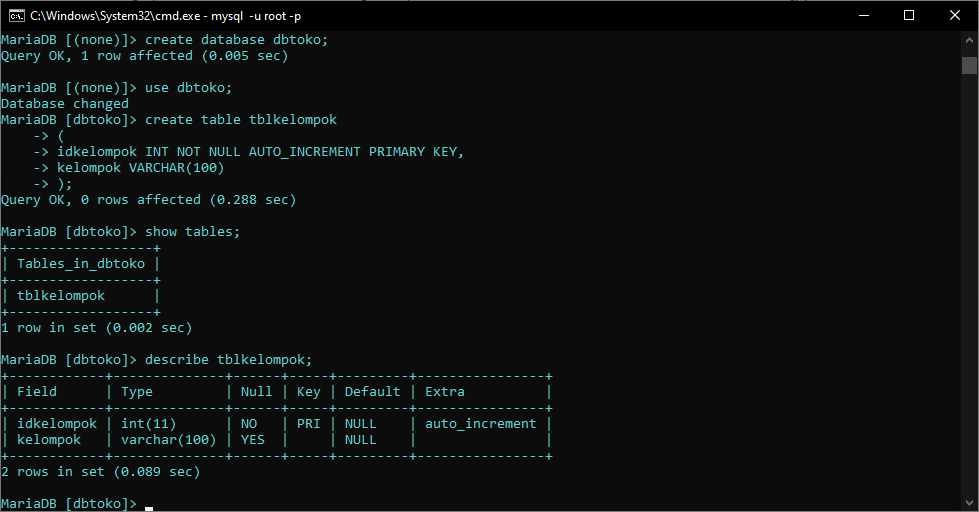 C:\Windows\System32\cmd.exe - mysql  -u root -p
MariaDB [(none)]> create database dbtoko;
Query OK, 1 row affected (0.005 sec)

MariaDB [(none)]> use dbtoko;
Database changed
MariaDB [dbtoko]> create table tblkelompok
    -> (
    -> idkelompok INT NOT NULL AUTO_INCREMENT PRIMARY KEY,
    -> kelompok VARCHAR(100)
    -> );
Query OK, 0 rows affected (0.288 sec)

MariaDB [dbtoko]> show tables;
+------------------+
| Tables_in_dbtoko |
+------------------+
| tblkelompok      |
+------------------+
1 row in set (0.002 sec)

MariaDB [dbtoko]> describe tblkelompok;
+------------+--------------+------+-----+---------+----------------+
| Field      | Type         | Null | Key | Default | Extra          |
+------------+--------------+------+-----+---------+----------------+
| idkelompok | int(11)      | NO   | PRI | NULL    | auto_increment |
| kelompok   | varchar(100) | YES  |     | NULL    |                |
+------------+--------------+------+-----+---------+----------------+
2 rows in set (0.089 sec)

MariaDB [dbtoko]> _